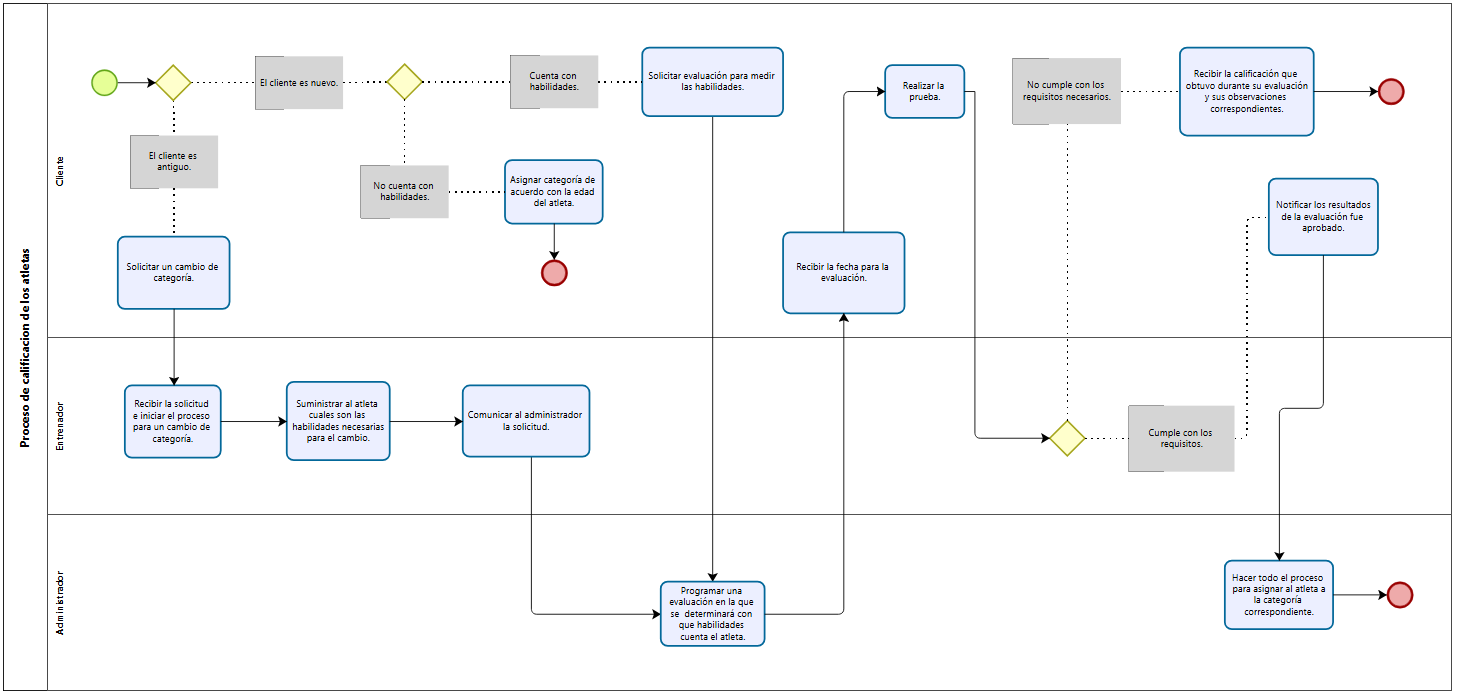 Proceso de calificacion de los atletas
Cliente
El cliente es nuevo.
Cuenta con
habilidades.
Solicitar evaluación para medir
las habilidades.
Realizar la
prueba.
No cumple con los
requisitos necesarios.
Recibir la calificación que
obtuvo durante su evaluación
y sus observaciones
correspondientes.
El cliente es
antiguo.
No cuenta con
habilidades.
Asignar categoría de
acuerdo con la edad
del atleta.
Notificar los resultados
de la evaluación fue
aprobado.
Solicitar un cambio de
categoría.
Recibir la fecha para la
evaluación.
Entrenador
Recibir la solicitud
e iniciar el proceso
para un cambio de
categoría.
Suministrar al atleta
cuales son las
habilidades necesarias
para el cambio.
Comunicar al administrador
la solicitud.
Cumple con los
requisitos.
Administrador
Programar una
evaluación en la que
se determinará con
que habilidades
cuenta el atleta.
Hacer todo el proceso
para asignar al atleta a
la categoría
correspondiente.